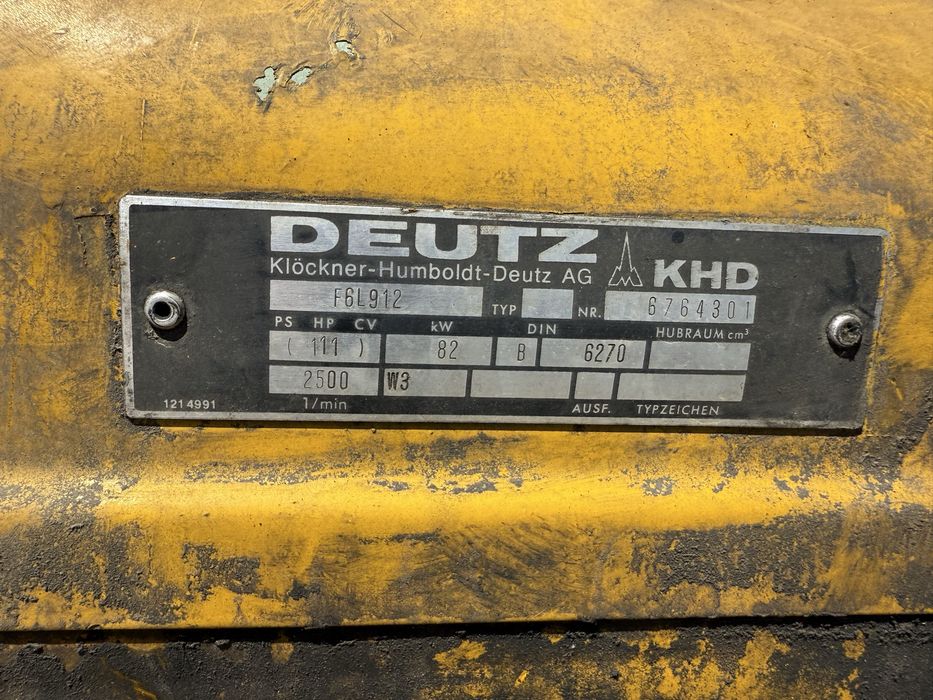 DEUTZ
Klöckner-Humboldt-Deutz AG KHD
F6L912 TYP NR. 6764301
PS HP CV kW DIN HUBRAUM cm³
( 111 ) 82 B 6270
2500 W3
1214991 1/min AUSF. TYPZEICHEN